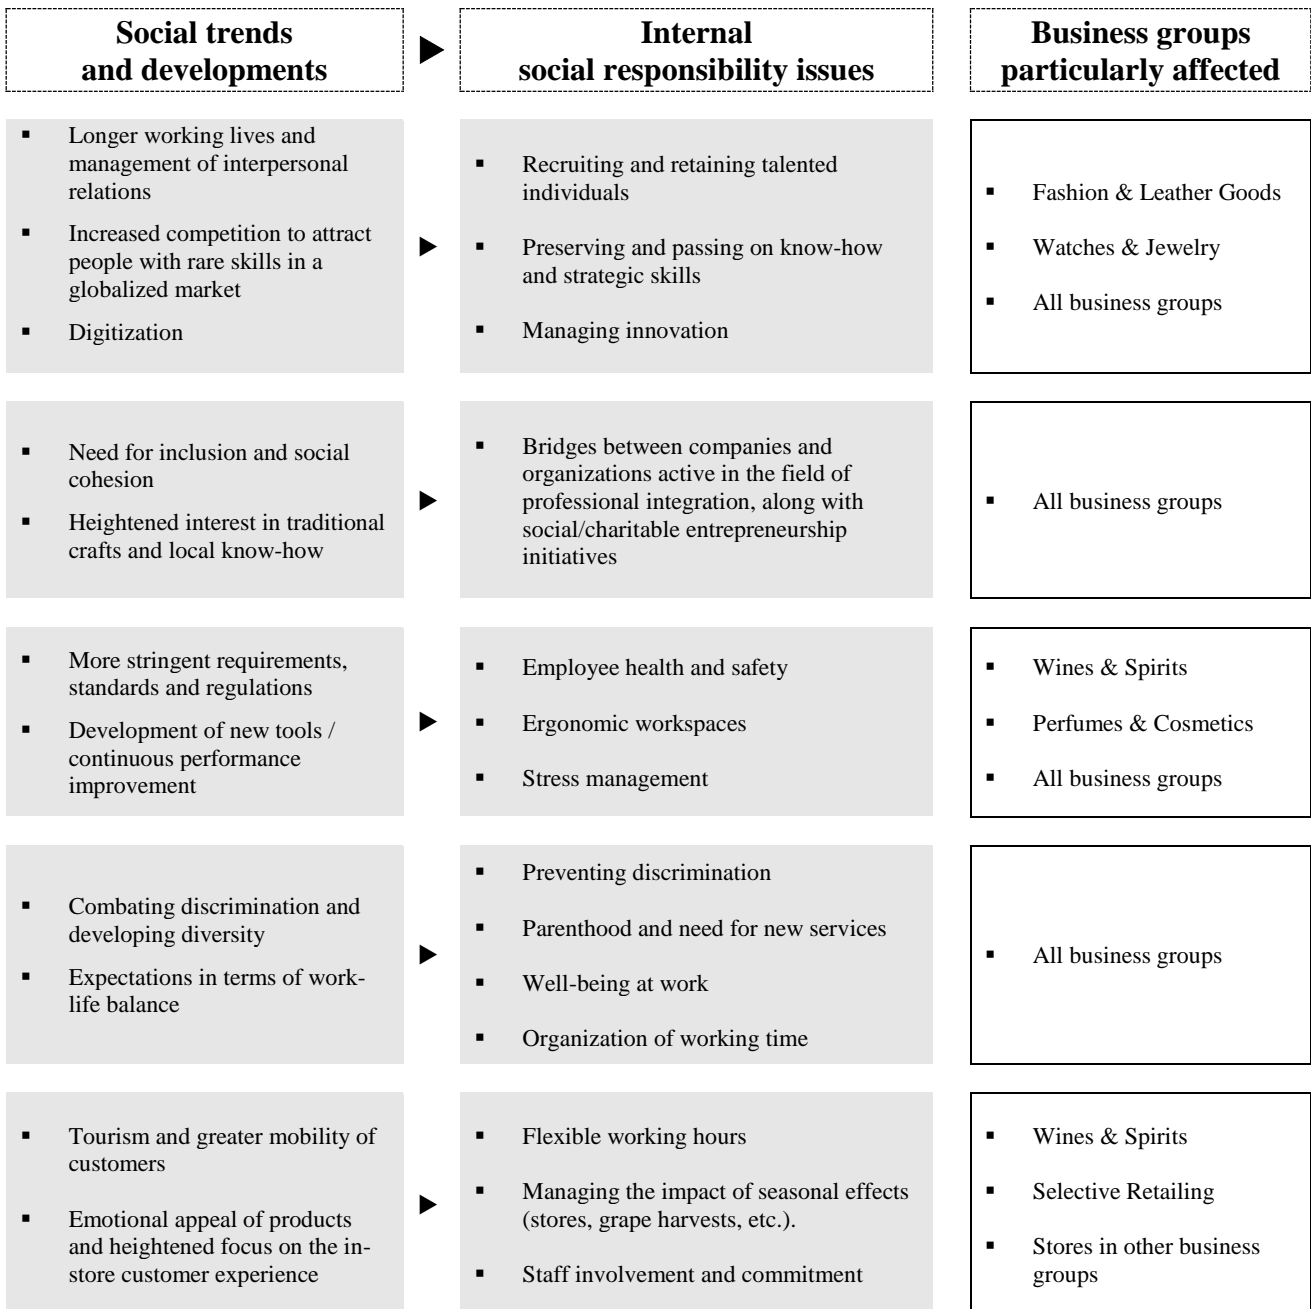 Social trends
and developments
▶
Internal
social responsibility issues
Business groups
particularly affected
▪ Longer working lives and
management of interpersonal
relations
▪ Increased competition to attract
people with rare skills in a
globalized market
▪ Digitization
▶
▪ Recruiting and retaining talented
individuals
▪ Preserving and passing on know-how
and strategic skills
▪ Managing innovation
▪ Fashion & Leather Goods
▪ Watches & Jewelry
▪ All business groups
▪ Need for inclusion and social
cohesion
▪ Heightened interest in traditional
crafts and local know-how
▶
▪ Bridges between companies and
organizations active in the field of
professional integration, along with
social/charitable entrepreneurship
initiatives
▪ All business groups
▪ More stringent requirements,
standards and regulations
▪ Development of new tools /
continuous performance
improvement
▶
▪ Employee health and safety
▪ Ergonomic workspaces
▪ Stress management
▪ Wines & Spirits
▪ Perfumes & Cosmetics
▪ All business groups
▪ Combating discrimination and
developing diversity
▪ Expectations in terms of work-
life balance
▶
▪ Preventing discrimination
▪ Parenthood and need for new services
▪ Well-being at work
▪ Organization of working time
▪ All business groups
▪ Tourism and greater mobility of
customers
▪ Emotional appeal of products
and heightened focus on the in-
store customer experience
▶
▪ Flexible working hours
▪ Managing the impact of seasonal effects
(stores, grape harvests, etc.).
▪ Staff involvement and commitment
▪ Wines & Spirits
▪ Selective Retailing
▪ Stores in other business
groups